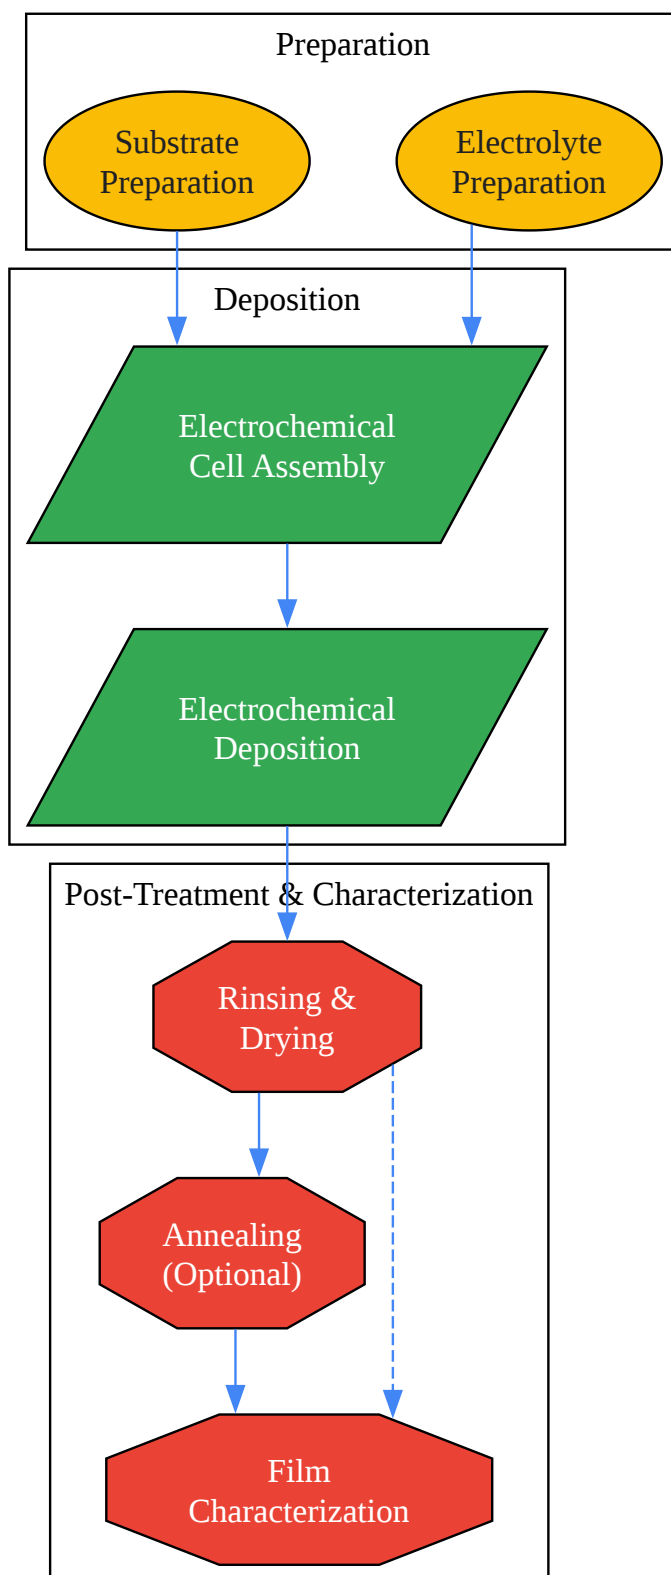 Preparation
Substrate
Preparation
Electrolyte
Preparation
Deposition
Electrochemical
Cell Assembly
Electrochemical
Deposition
Post-Treatment & Characterization
Rinsing &
Drying
Annealing
(Optional)
Film
Characterization